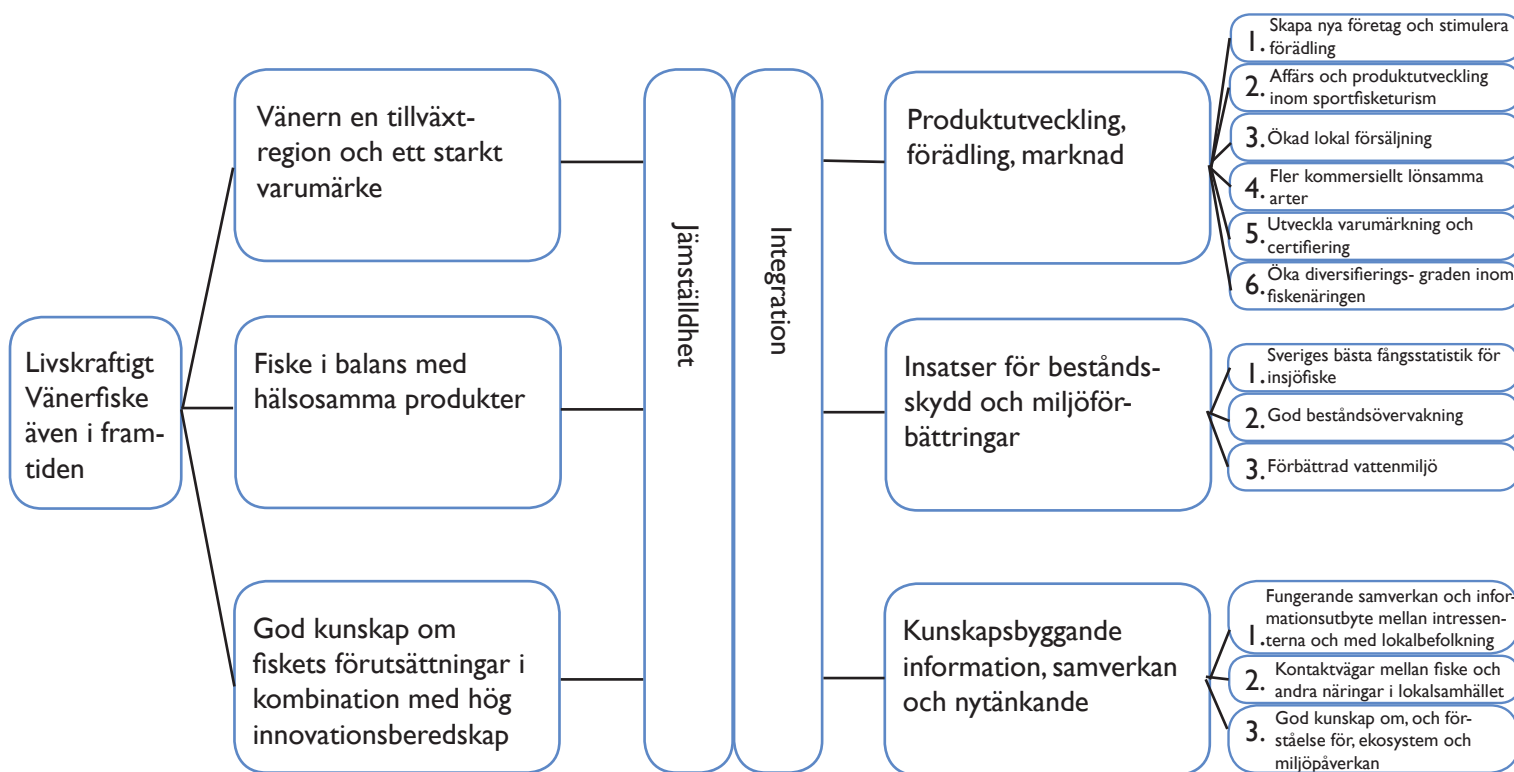 Livskraftigt
Vänerfiske
även i fram-
tiden
Vänern en tillväxt-
region och ett starkt
varumärke
Fiske i balans med
hälsosamma produkter
God kunskap om
fiskets förutsättningar i
kombination med hög
innovationsberedskap
Jämställdhet
Integration
Produktutveckling,
förädling, marknad
1. Skapa nya företag och stimulera
förädling
2. Affärs och produktutveckling
inom sportfisketurism
3. Ökad lokal försäljning
4. Fler kommersiellt lönsamma
arter
5. Utveckla varumärkning och
certifiering
6. Öka diversifierings- graden inom
fiskenäringen
Insatser för bestånds-
skydd och miljöför-
bättringar
1. Sveriges bästa fångsstatistik för
insjöfiske
2. God beståndsövervakning
3. Förbättrad vattenmiljö
Kunskapsbyggande
information, samverkan
och nytänkande
1. Fungerande samverkan och infor-
mationsutbyte mellan intressen-
terna och med lokalbefolkning
2. Kontaktvägar mellan fiske och
andra näringar i lokalsamhället
3. God kunskap om, och för-
ståelse för, ekosystem och
miljöpåverkan